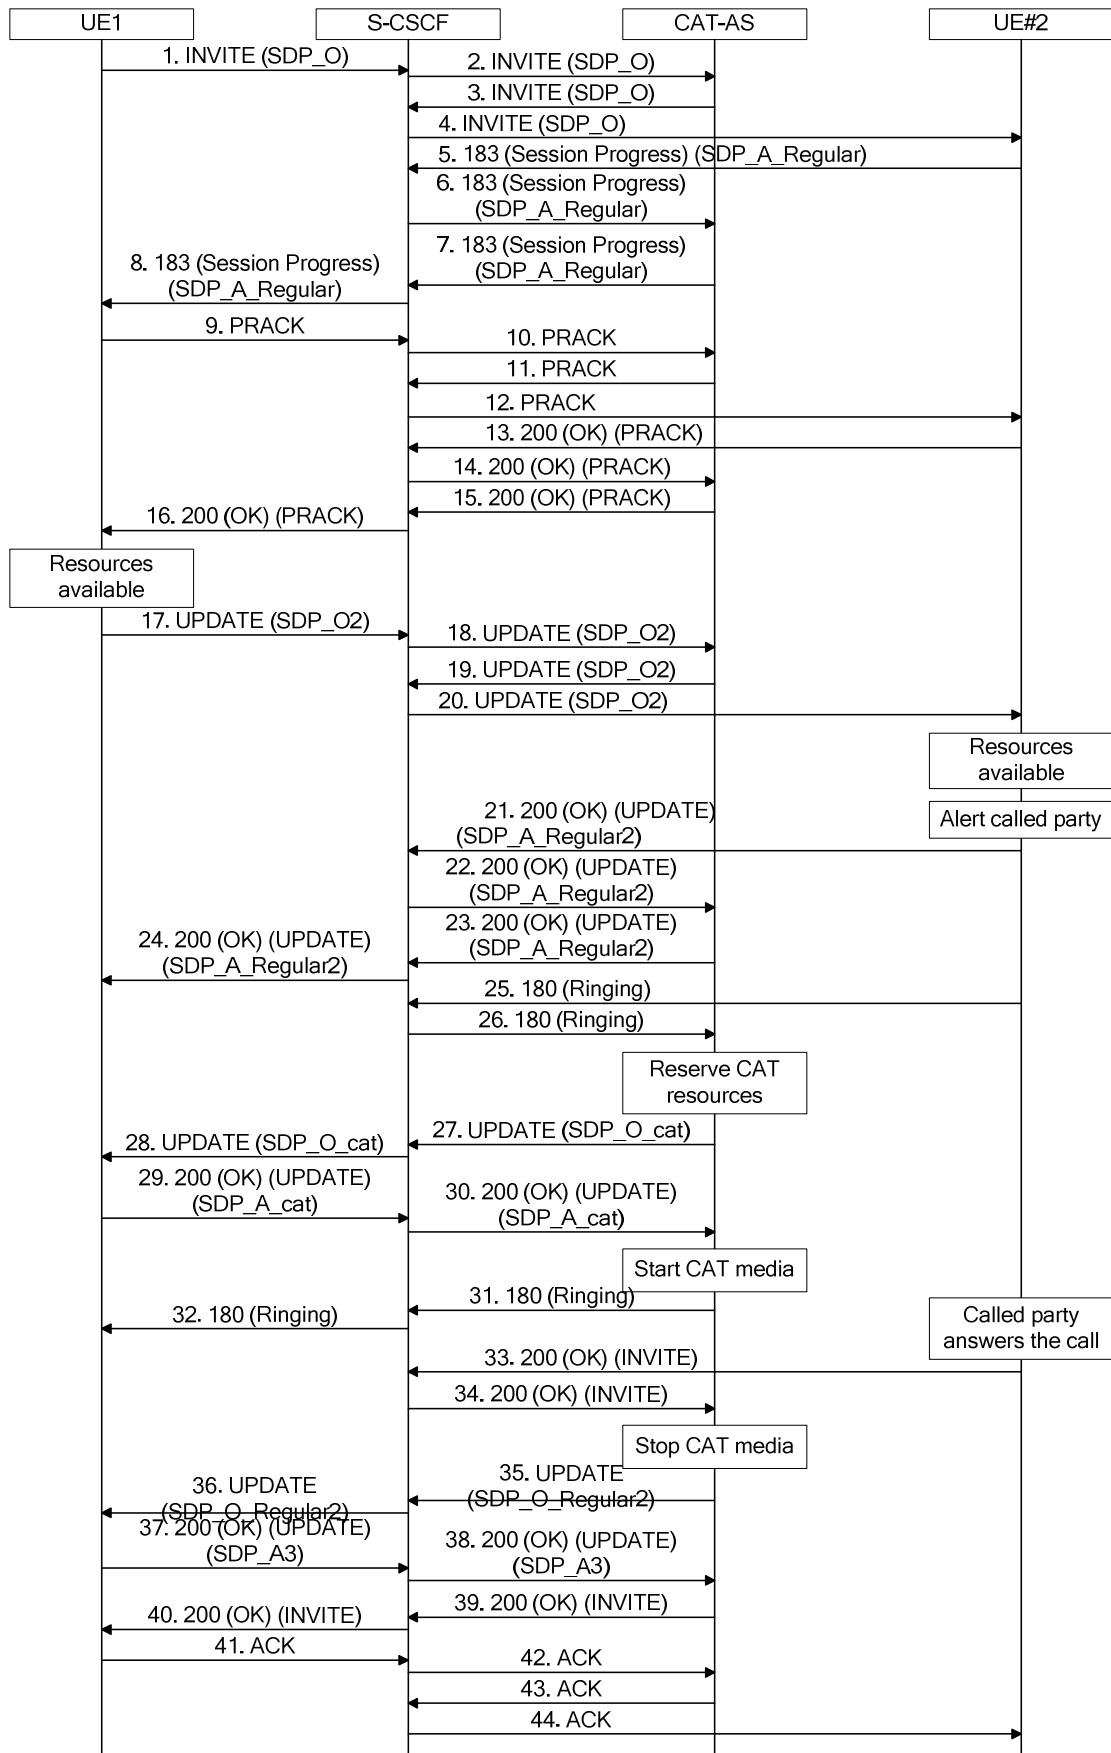 UE1
S-CSCF
CAT-AS
UE#2
1. INVITE (SDP_O)
2. INVITE (SDP_O)
3. INVITE (SDP_O)
4. INVITE (SDP_O)
5. 183 (Session Progress) (SDP_A_Regular)
6. 183 (Session Progress)
(SDP_A_Regular)
7. 183 (Session Progress)
(SDP_A_Regular)
8. 183 (Session Progress)
(SDP_A_Regular)
9. PRACK
10. PRACK
11. PRACK
12. PRACK
13. 200 (OK) (PRACK)
14. 200 (OK) (PRACK)
15. 200 (OK) (PRACK)
16. 200 (OK) (PRACK)
Resources
available
17. UPDATE (SDP_O2)
18. UPDATE (SDP_O2)
19. UPDATE (SDP_O2)
20. UPDATE (SDP_O2)
Resources
available
Alert called party
21. 200 (OK) (UPDATE)
(SDP_A_Regular2)
22. 200 (OK) (UPDATE)
(SDP_A_Regular2)
23. 200 (OK) (UPDATE)
(SDP_A_Regular2)
24. 200 (OK) (UPDATE)
(SDP_A_Regular2)
25. 180 (Ringing)
26. 180 (Ringing)
Reserve CAT
resources
27. UPDATE (SDP_O_cat)
28. UPDATE (SDP_O_cat)
29. 200 (OK) (UPDATE)
(SDP_A_cat)
30. 200 (OK) (UPDATE)
(SDP_A_cat)
Start CAT media
31. 180 (Ringing)
32. 180 (Ringing)
Called party
answers the call
33. 200 (OK) (INVITE)
34. 200 (OK) (INVITE)
Stop CAT media
35. UPDATE
(SDP_O_Regular2)
36. UPDATE
(SDP_O_Regular2)
37. 200 (OK) (UPDATE)
(SDP_A3)
38. 200 (OK) (UPDATE)
(SDP_A3)
39. 200 (OK) (INVITE)
40. 200 (OK) (INVITE)
41. ACK
42. ACK
43. ACK
44. ACK